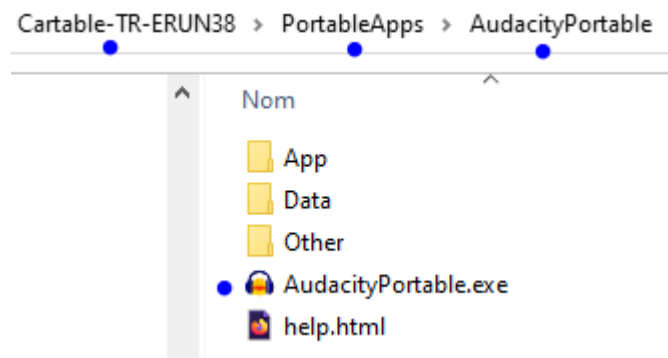 Cartable-TR-ERUN38 > PortableApps > AudacityPortable
Nom
App
Data
Other
AudacityPortable.exe
help.html